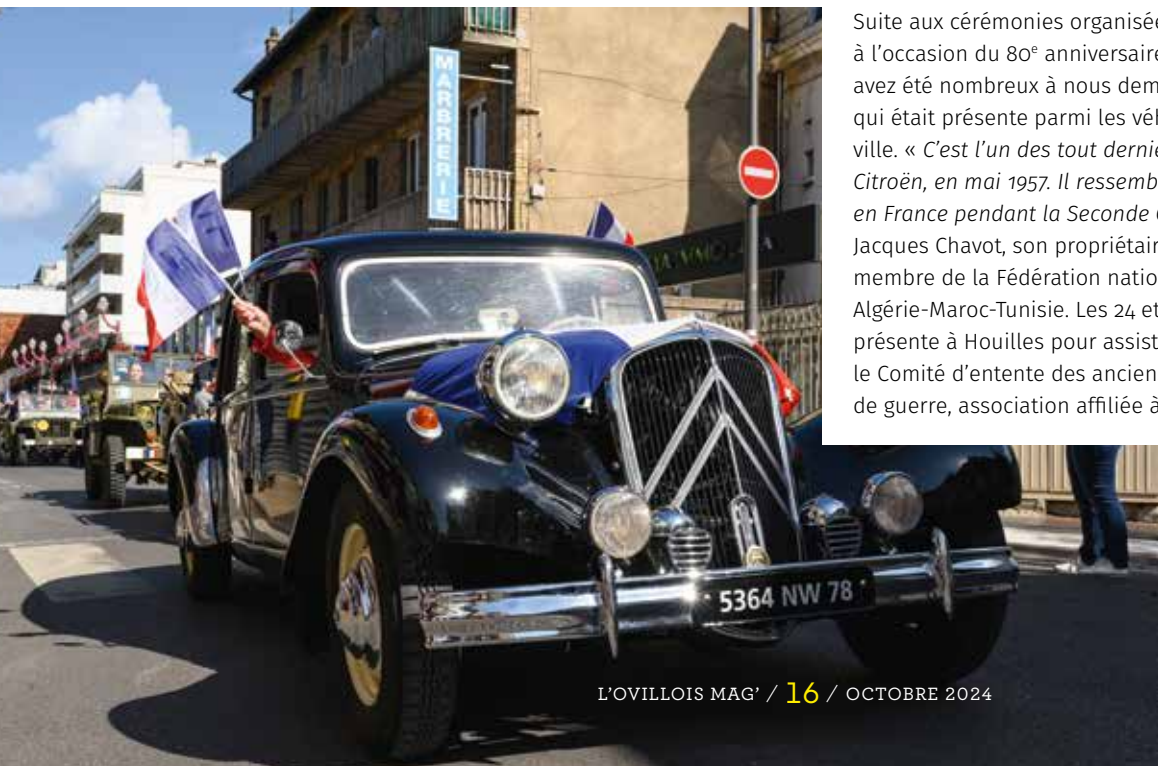 MARBRERIE
Suite aux cérémonies organisée
à l'occasion du 80e anniversaire
avez été nombreux à nous dem
qui était présente parmi les véh
ville. « C'est l'un des tout dernie
Citroën, en mai 1957. Il ressemb
en France pendant la Seconde
Jacques Chavot, son propriétair
membre de la Fédération natio
Algérie-Maroc-Tunisie. Les 24 et
présente à Houilles pour assist
le Comité d'entente des ancien
de guerre, association affiliée à
5364 NW 78
L'OVILLOIS MAG' / 16 / OCTOBRE 2024